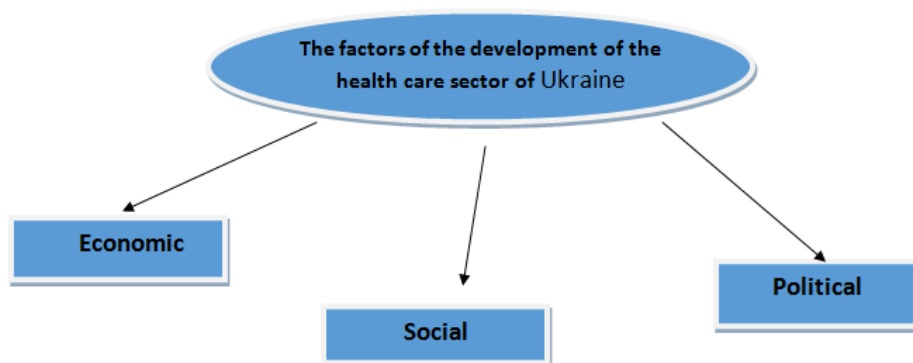 The factors of the development of the
health care sector of Ukraine
Economic
Political
Social